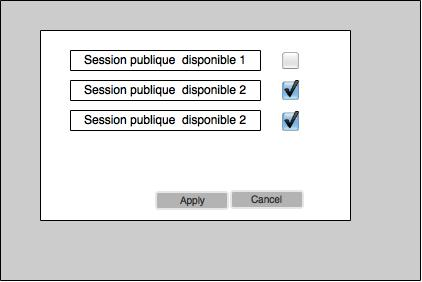 Session publique disponible 1
Session publique disponible 2
Session publique disponible 2
Apply Cancel